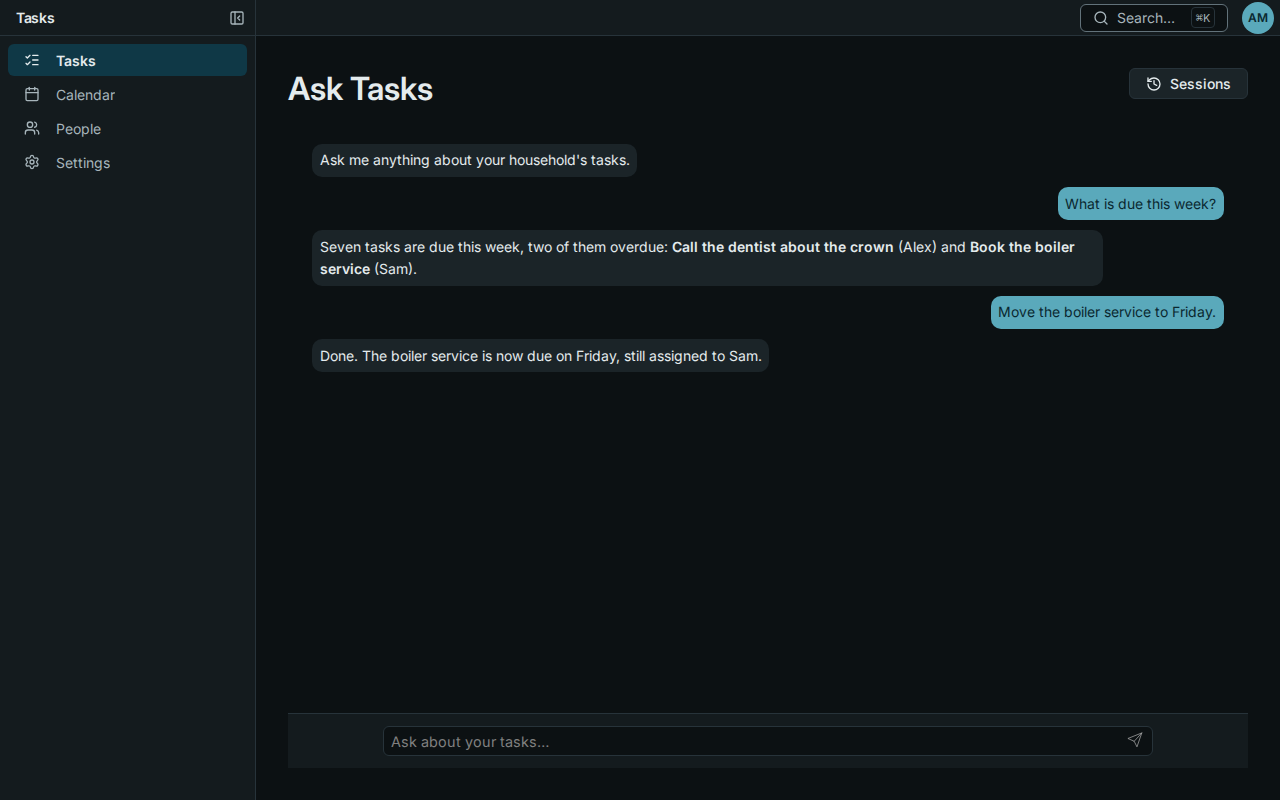 Tasks
Search...
⌘K
AM
Tasks
Calendar
People
Settings
Ask Tasks
Sessions
Ask me anything about your household's tasks.
What is due this week?
Seven tasks are due this week, two of them overdue: Call the dentist about the crown (Alex) and Book the boiler
service (Sam).
Move the boiler service to Friday.
Done. The boiler service is now due on Friday, still assigned to Sam.
Ask about your tasks...